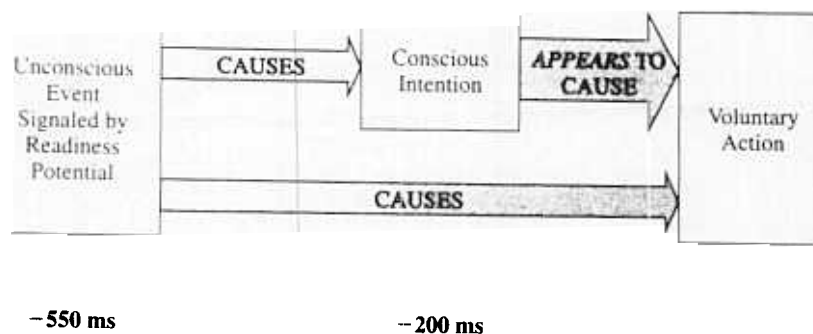 Unconscious
Event
Signaled by
Readiness
Potential
CAUSES
Conscious
Intention
APPEARS TO
CAUSE
Voluntary
Action
CAUSES
−550 ms
−200 ms